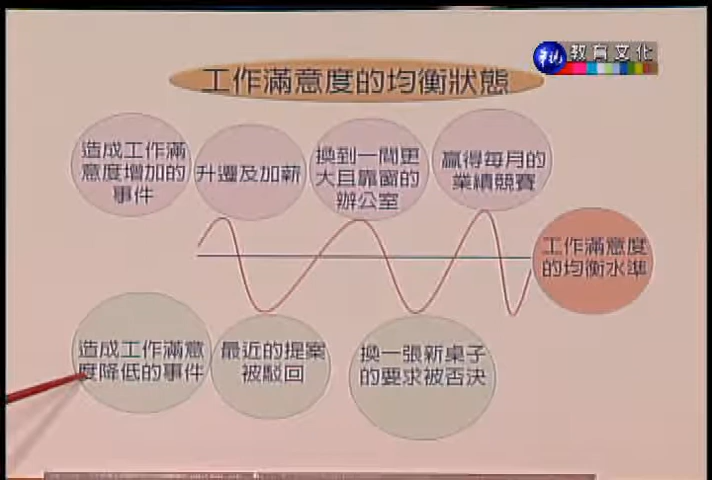 華視
教育文化
工作滿意度的均衡狀態
造成工作滿
意度增加的
事件
升遷及加薪
換到一間更
大且靠窗的
辦公室
贏得每月的
業績競賽
工作滿意度
的均衡水準
造成工作滿意
度降低的事件
最近的提案
被駁回
換一張新桌子
的要求被否決